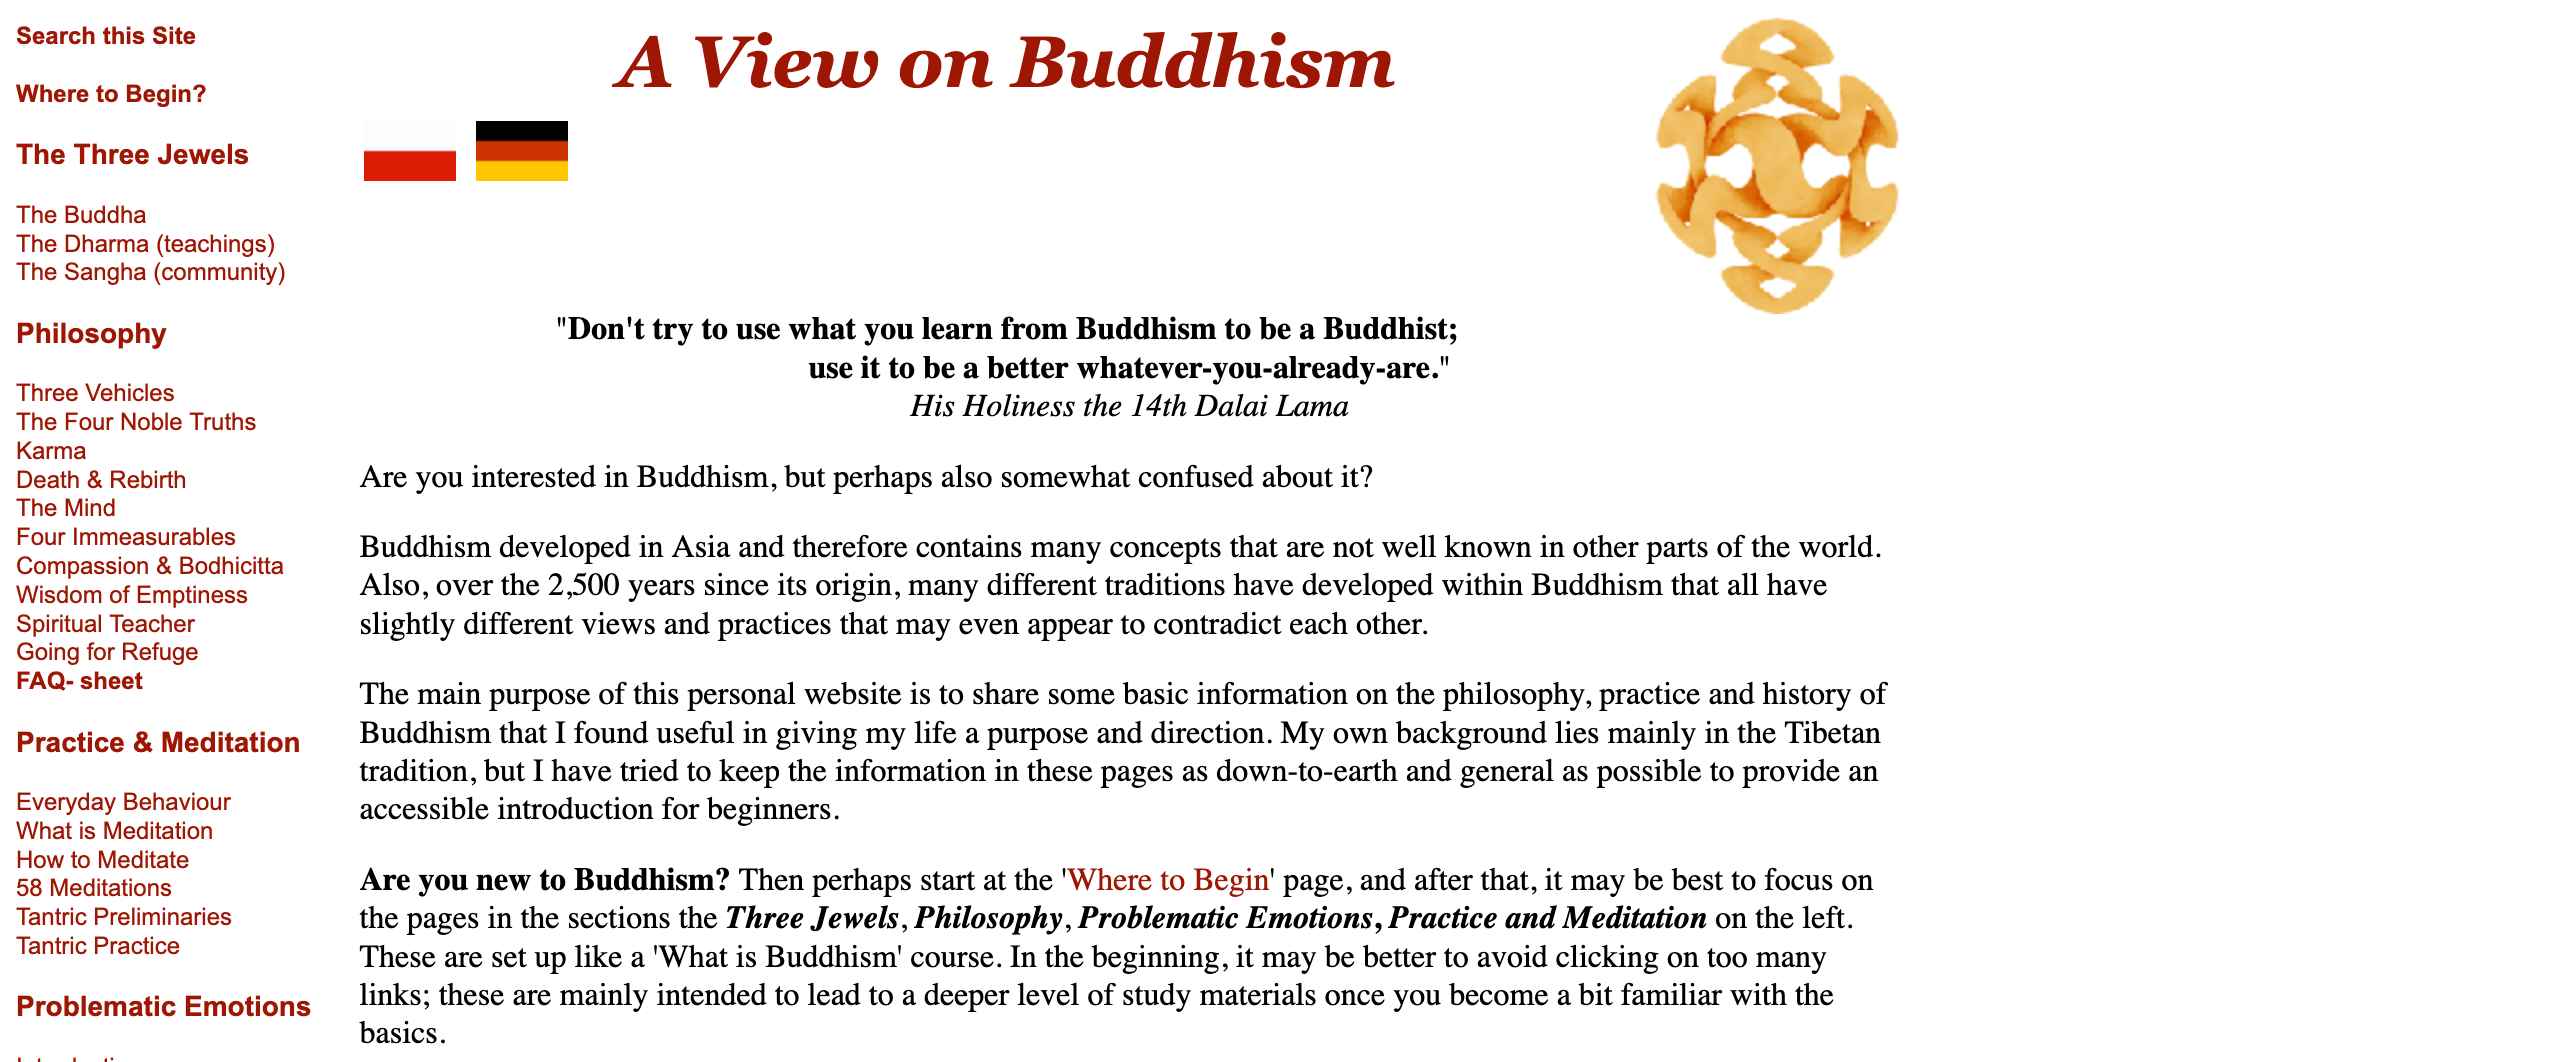 Search this Site
Where to Begin?
The Three Jewels
The Buddha
The Dharma (teachings)
The Sangha (community)
Philosophy
Three Vehicles
The Four Noble Truths
Karma
Death & Rebirth
The Mind
Four Immeasurables
Compassion & Bodhicitta
Wisdom of Emptiness
Spiritual Teacher
Going for Refuge
FAQ- sheet
Practice & Meditation
Everyday Behaviour
What is Meditation
How to Meditate
58 Meditations
Tantric Preliminaries
Tantric Practice
Problematic Emotions
A View on Buddhism
"Don't try to use what you learn from Buddhism to be a Buddhist;
use it to be a better whatever-you-already-are."
His Holiness the 14th Dalai Lama
Are you interested in Buddhism, but perhaps also somewhat confused about it?
Buddhism developed in Asia and therefore contains many concepts that are not well known in other parts of the world.
Also, over the 2,500 years since its origin, many different traditions have developed within Buddhism that all have
slightly different views and practices that may even appear to contradict each other.
The main purpose of this personal website is to share some basic information on the philosophy, practice and history of
Buddhism that I found useful in giving my life a purpose and direction. My own background lies mainly in the Tibetan
tradition, but I have tried to keep the information in these pages as down-to-earth and general as possible to provide an
accessible introduction for beginners.
Are you new to Buddhism? Then perhaps start at the 'Where to Begin' page, and after that, it may be best to focus on
the pages in the sections the Three Jewels, Philosophy, Problematic Emotions, Practice and Meditation on the left.
These are set up like a 'What is Buddhism' course. In the beginning, it may be better to avoid clicking on too many
links; these are mainly intended to lead to a deeper level of study materials once you become a bit familiar with the
basics.